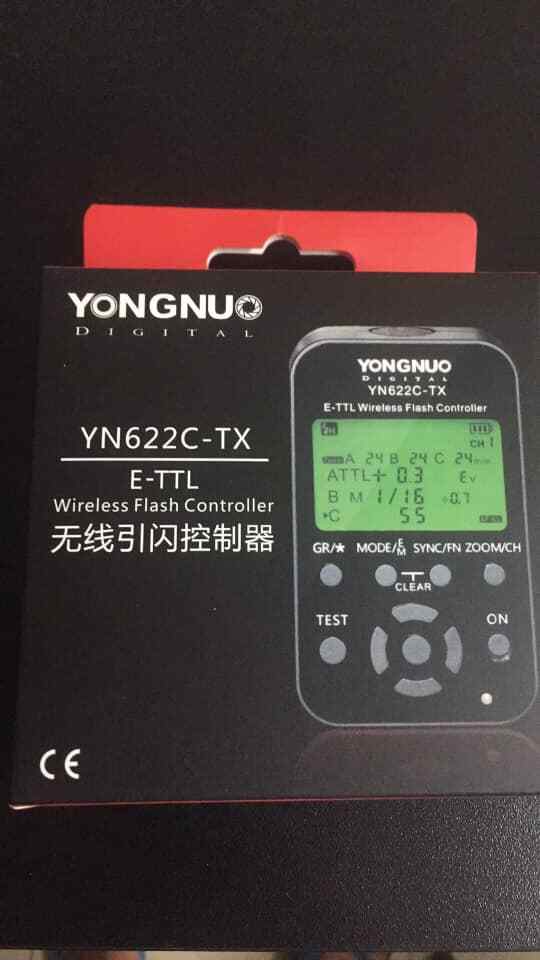 YONGNUO
DIGITAL
YN622C-TX
E-TTL
Wireless Flash Controller
无线引闪控制器
CE
YONGNUO
DIGITAL
YN622C-TX
E-TTL Wireless Flash Controller
CH 1
Zoom A 24 B 24 C 24mm
ATTL+ 0.3 Ev
B M 1/16 +0.7
C 55
GR/* MODE/EM SYNC/FN ZOOM/CH
CLEAR
TEST ON